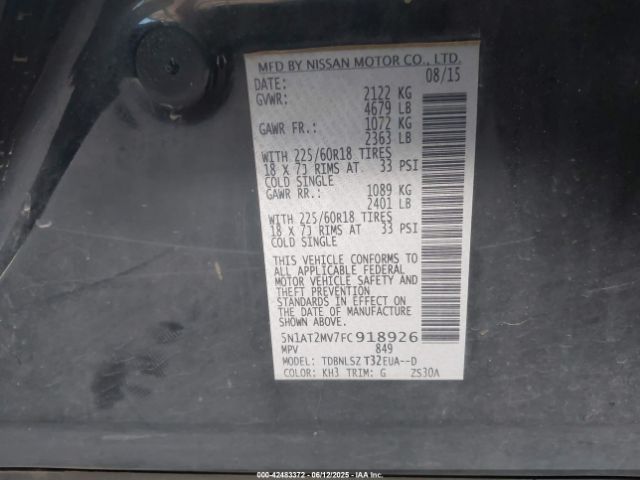 MFD BY NISSAN MOTOR CO., LTD.
DATE: 08/15
GVWR: 2122 KG
4679 LB
GAWR FR.: 1072 KG
2363 LB
WITH 225/60R18 TIRES
18 X 7J RIMS AT 33 PSI
COLD SINGLE
GAWR RR.: 1089 KG
2401 LB
WITH 225/60R18 TIRES
18 X 7J RIMS AT 33 PSI
COLD SINGLE
THIS VEHICLE CONFORMS TO
ALL APPLICABLE FEDERAL
MOTOR VEHICLE SAFETY AND
THEFT PREVENTION
STANDARDS IN EFFECT ON
THE DATE OF MANUFACTURE
SHOWN ABOVE.
5N1AT2MV7FC918926
MPV 849
MODEL: TDBNLSZ T32EUA--D
COLOR: KH3 TRIM: G ZS30A
000-42483372 | 06/12/2025 | IAA Inc.